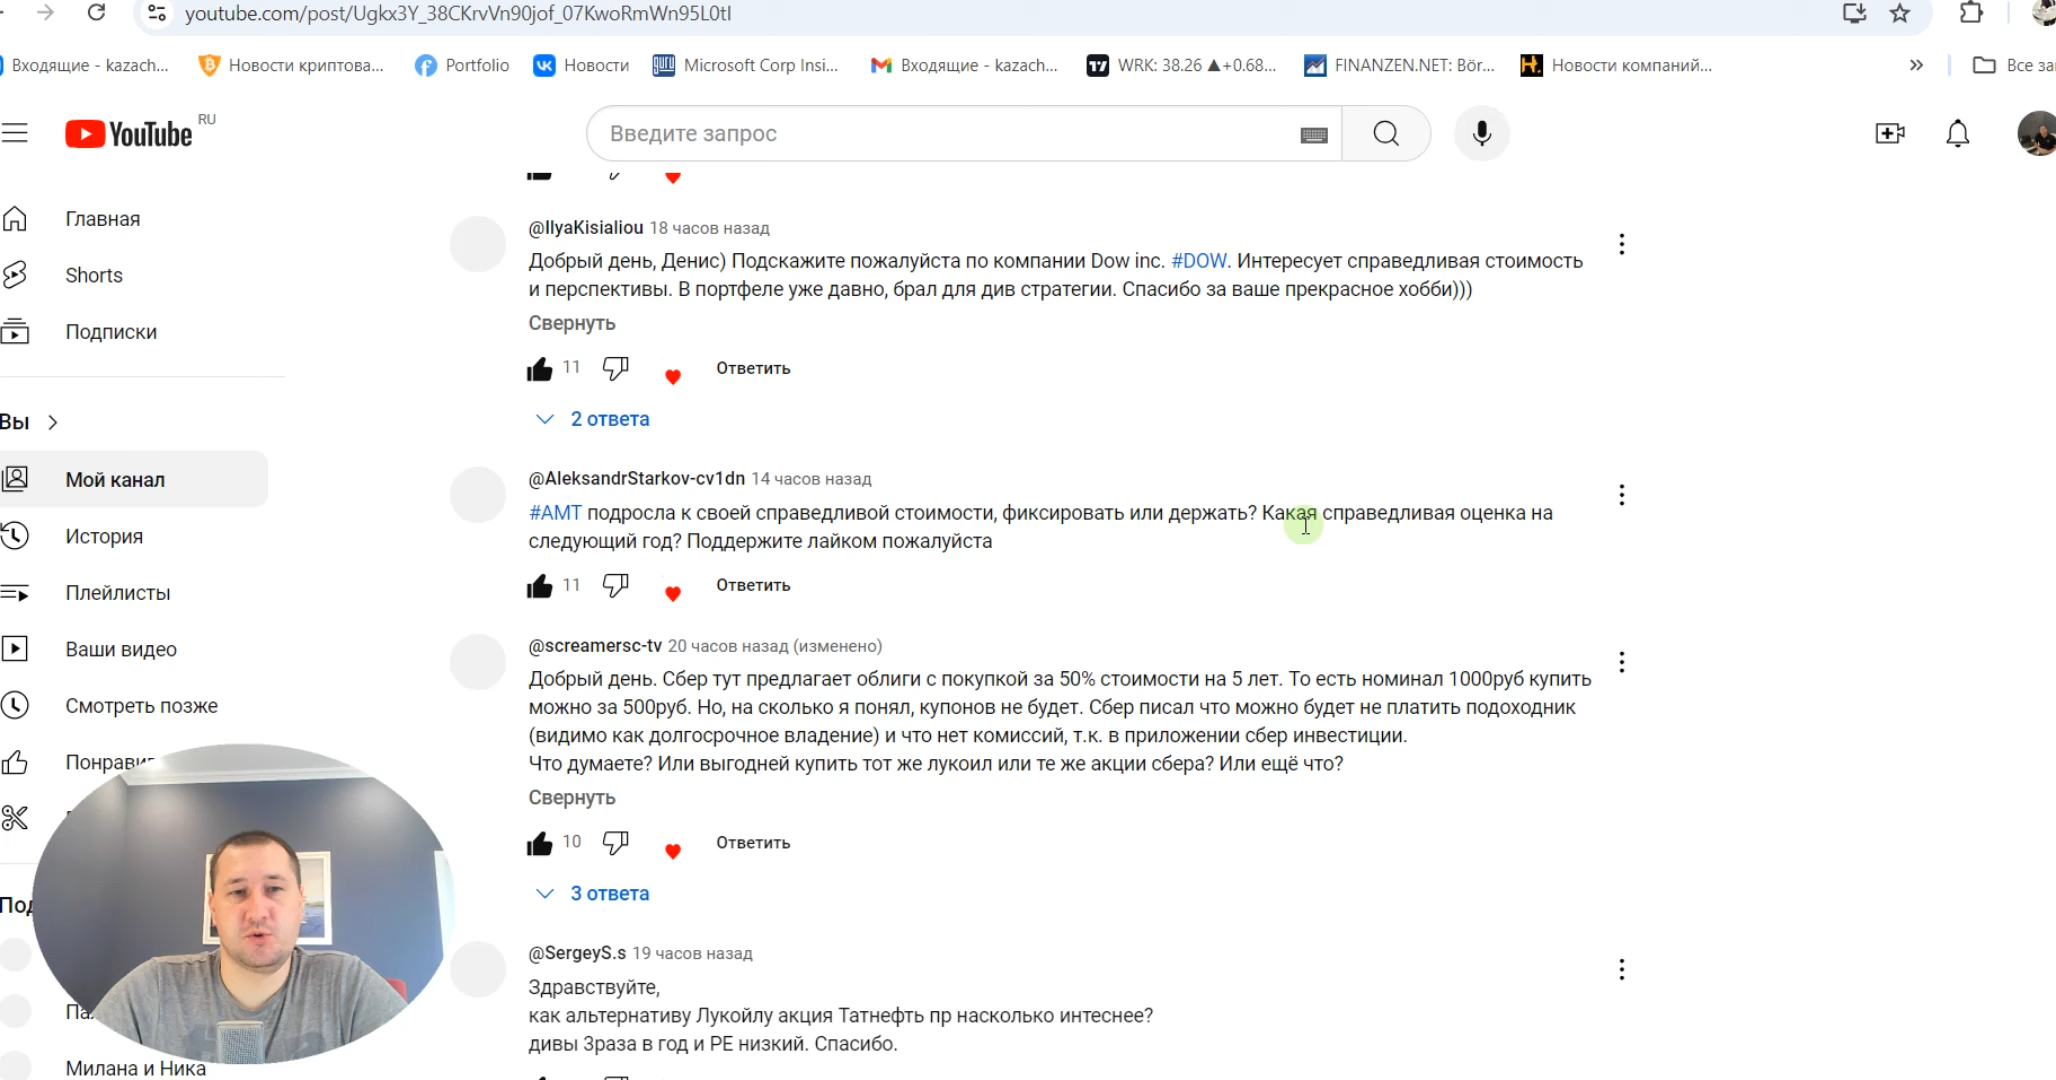 youtube.com/post/Ugkx3Y_38CKrvVn90jof_07KwoRmWn95L0tI
Входящие - kazach...
Новости криптова...
Portfolio
Новости
Microsoft Corp Insi...
Входящие - kazach...
WRK: 38.26 ▲+0.68...
FINANZEN.NET: Bör...
Новости компаний...
»
Все за
YouTube RU
Введите запрос
Главная
Shorts
Подписки
Вы
Мой канал
История
Плейлисты
Ваши видео
Смотреть позже
Понрави
Под
Па
Милана и Ника
@IlyaKisialiou 18 часов назад
Добрый день, Денис) Подскажите пожалуйста по компании Dow inc. #DOW. Интересует справедливая стоимость
и перспективы. В портфеле уже давно, брал для див стратегии. Спасибо за ваше прекрасное хобби)))
Свернуть
11
Ответить
2 ответа
@AleksandrStarkov-cv1dn 14 часов назад
#AMT подросла к своей справедливой стоимости, фиксировать или держать? Какая справедливая оценка на
следующий год? Поддержите лайком пожалуйста
11
Ответить
@screamersc-tv 20 часов назад (изменено)
Добрый день. Сбер тут предлагает облиги с покупкой за 50% стоимости на 5 лет. То есть номинал 1000руб купить
можно за 500руб. Но, на сколько я понял, купонов не будет. Сбер писал что можно будет не платить подоходник
(видимо как долгосрочное владение) и что нет комиссий, т.к. в приложении сбер инвестиции.
Что думаете? Или выгодней купить тот же лукоил или те же акции сбера? Или ещё что?
Свернуть
10
Ответить
3 ответа
@SergeyS.s 19 часов назад
Здравствуйте,
как альтернативу Лукойлу акция Татнефть пр насколько интеснее?
дивы 3раза в год и РЕ низкий. Спасибо.